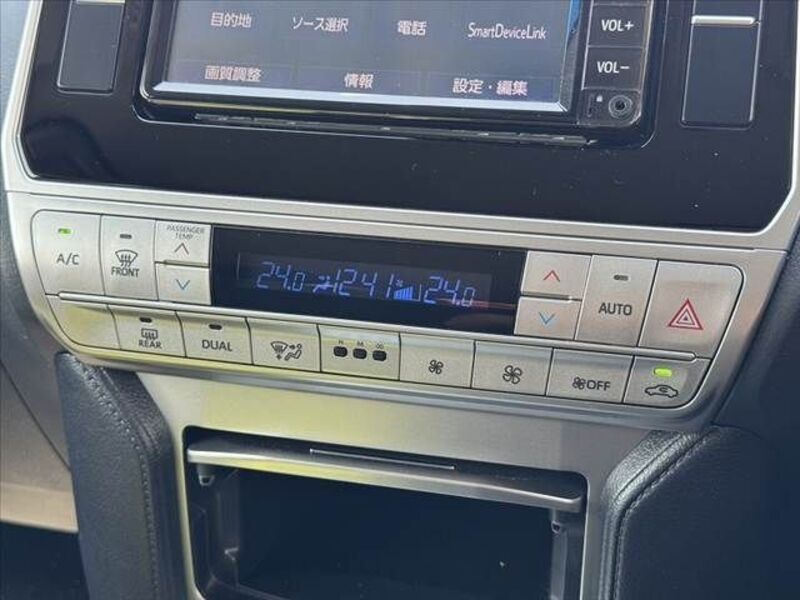 目的地 ソース選択 電話 SmartDeviceLink
画質調整 情報 設定・編集
VOL+
VOL-
A/C
FRONT
PASSENGER
TEMP
24.0 1241 24.0
AUTO
REAR
DUAL
OFF